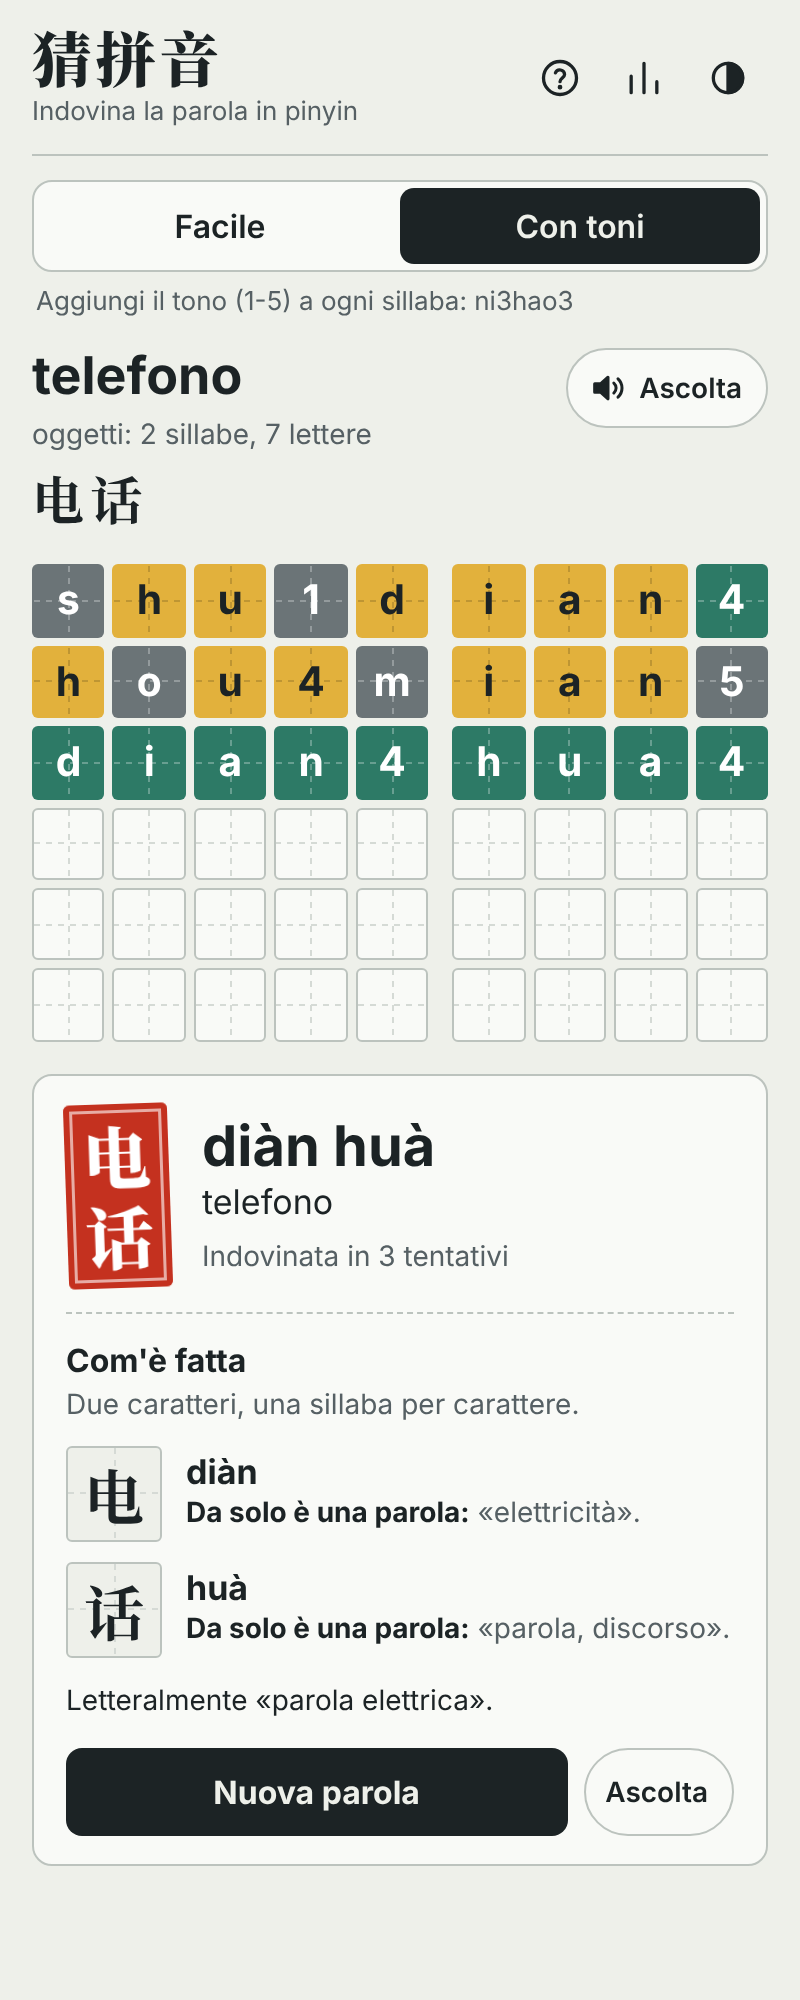 猜拼音
Indovina la parola in pinyin
Facile
Con toni
Aggiungi il tono (1-5) a ogni sillaba: ni3hao3
telefono
Ascolta
oggetti: 2 sillabe, 7 lettere
电话
s h u 1 d i a n 4
h o u 4 m i a n 5
d i a n 4 h u a 4
电话
diàn huà
telefono
Indovinata in 3 tentativi
Com'è fatta
Due caratteri, una sillaba per carattere.
电
diàn
Da solo è una parola: «elettricità».
话
huà
Da solo è una parola: «parola, discorso».
Letteralmente «parola elettrica».
Nuova parola
Ascolta